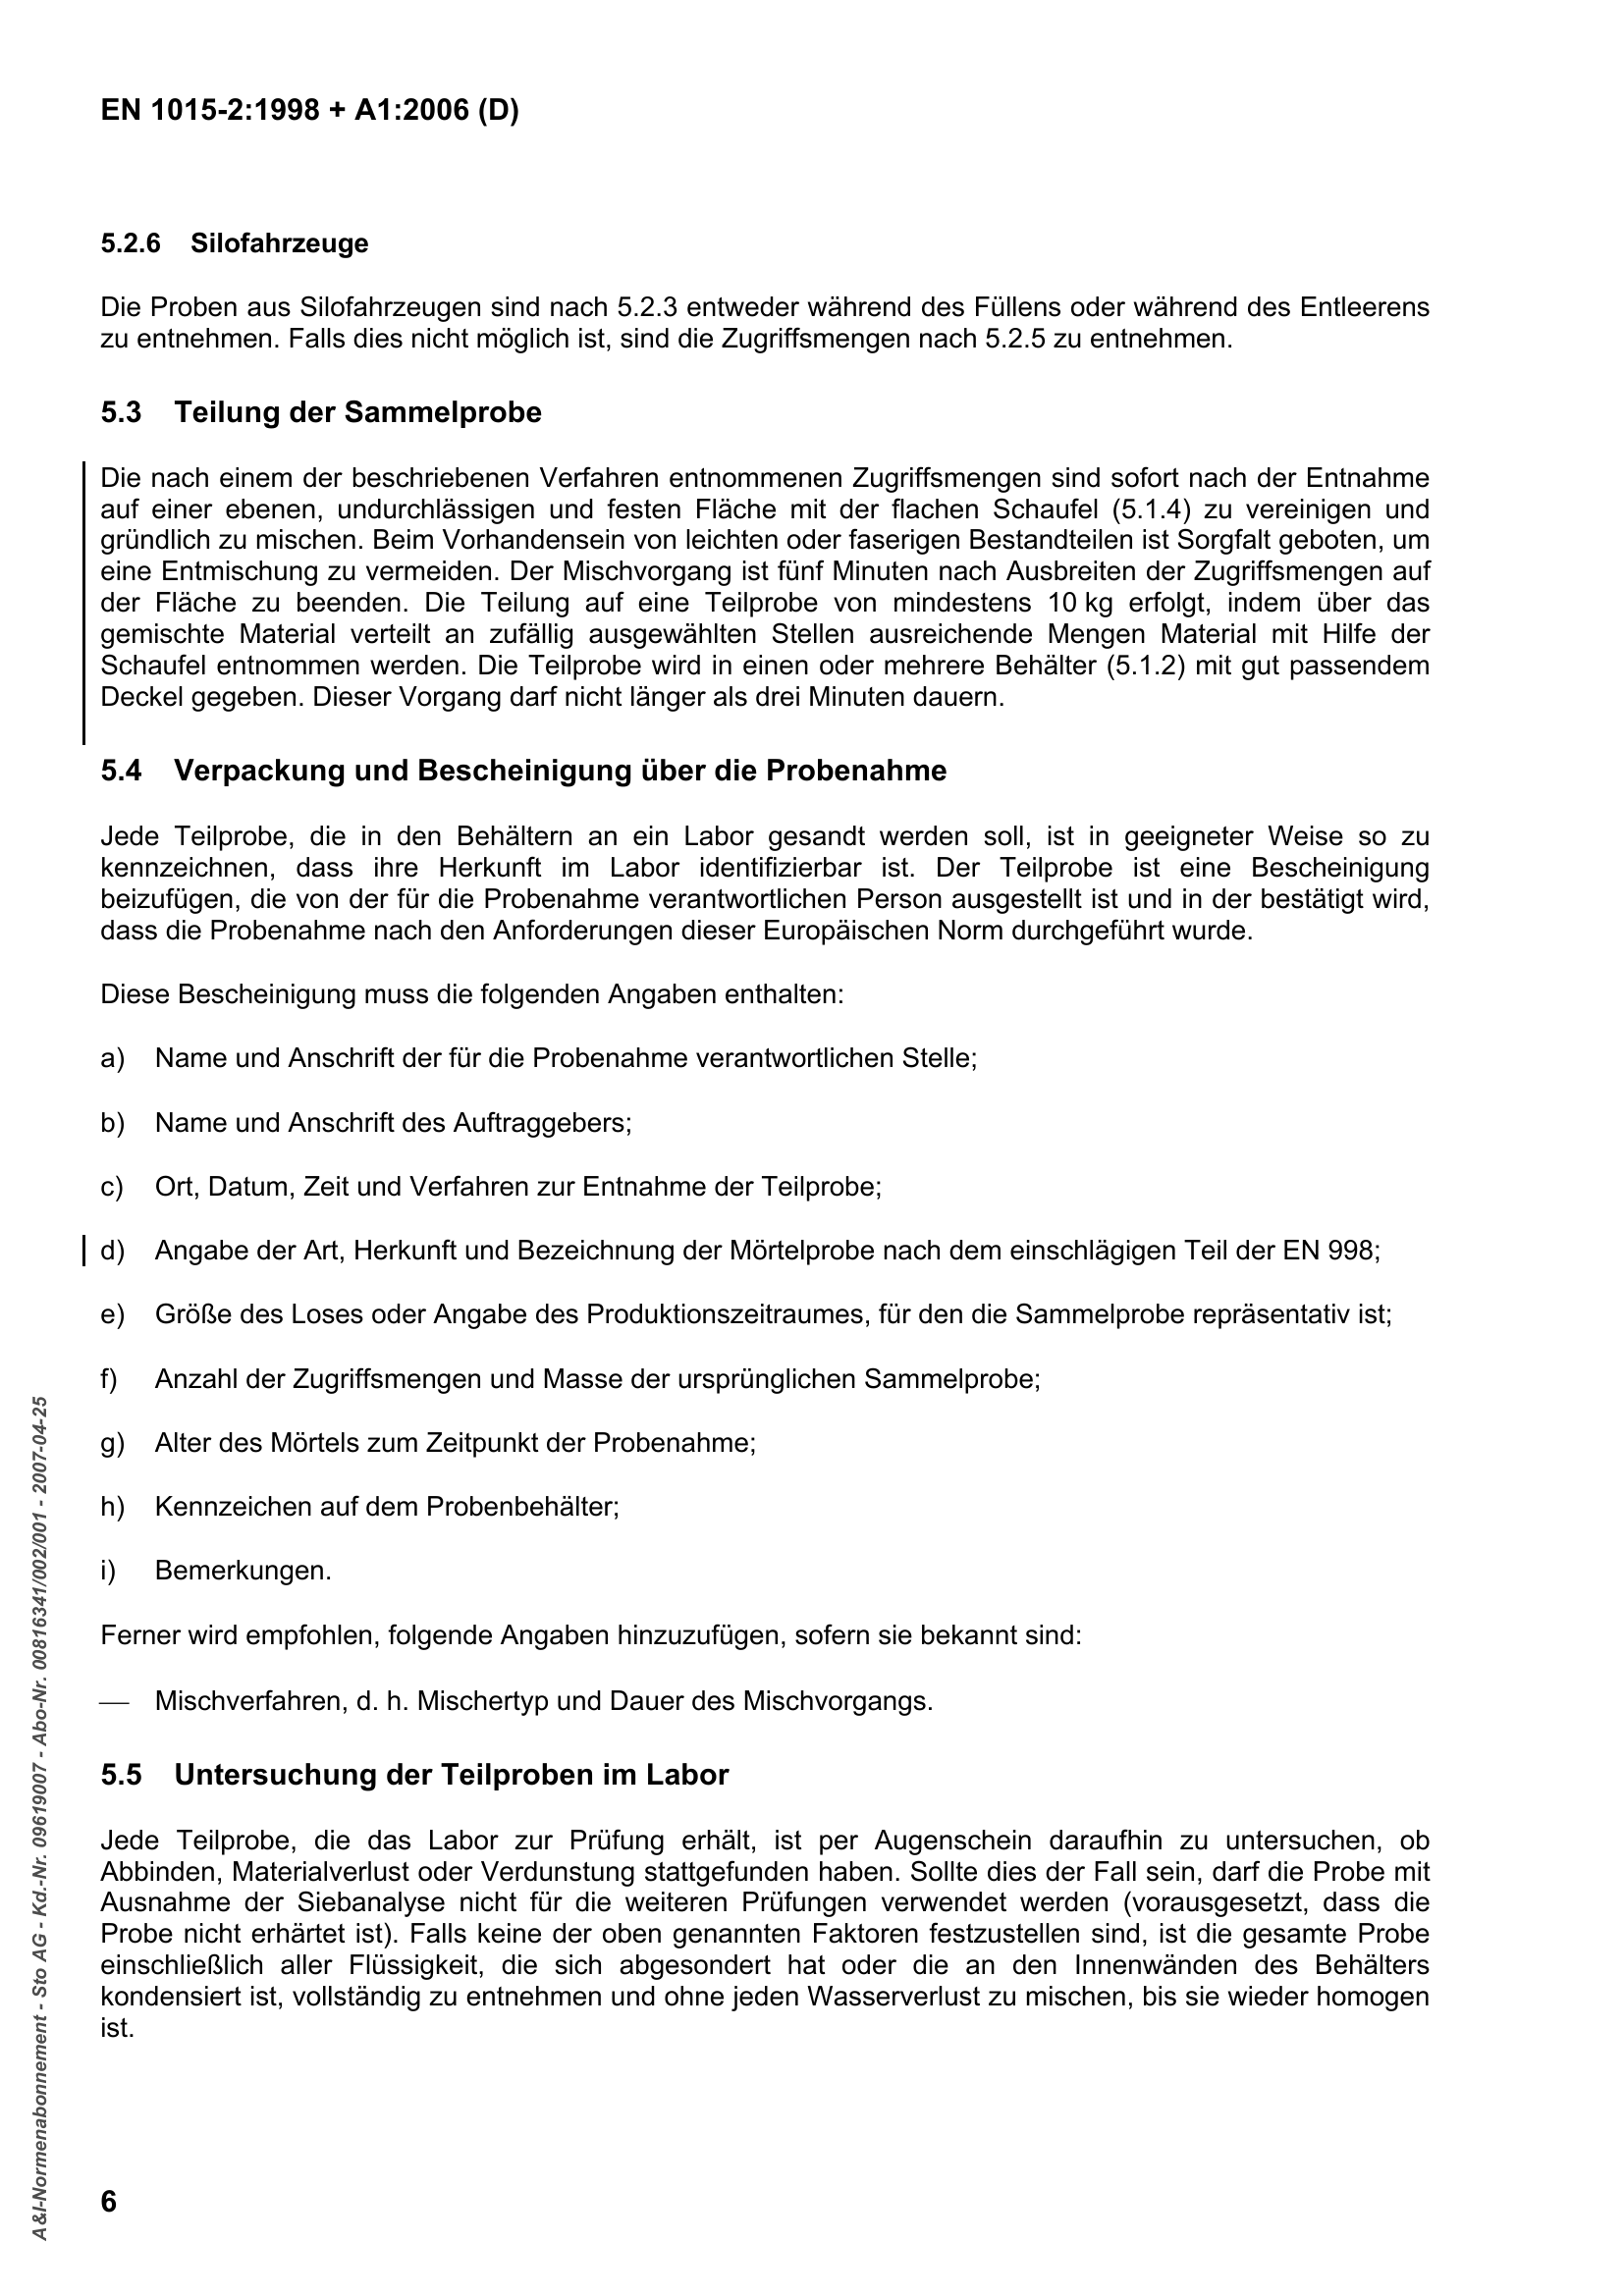 EN 1015-2:1998 + A1:2006 (D)
5.2.6 Silofahrzeuge
Die Proben aus Silofahrzeugen sind nach 5.2.3 entweder während des Füllens oder während des Entleerens
zu entnehmen. Falls dies nicht möglich ist, sind die Zugriffsmengen nach 5.2.5 zu entnehmen.
5.3 Teilung der Sammelprobe
Die nach einem der beschriebenen Verfahren entnommenen Zugriffsmengen sind sofort nach der Entnahme
auf einer ebenen, undurchlässigen und festen Fläche mit der flachen Schaufel (5.1.4) zu vereinigen und
gründlich zu mischen. Beim Vorhandensein von leichten oder faserigen Bestandteilen ist Sorgfalt geboten, um
eine Entmischung zu vermeiden. Der Mischvorgang ist fünf Minuten nach Ausbreiten der Zugriffsmengen auf
der Fläche zu beenden. Die Teilung auf eine Teilprobe von mindestens 10 kg erfolgt, indem über das
gemischte Material verteilt an zufällig ausgewählten Stellen ausreichende Mengen Material mit Hilfe der
Schaufel entnommen werden. Die Teilprobe wird in einen oder mehrere Behälter (5.1.2) mit gut passendem
Deckel gegeben. Dieser Vorgang darf nicht länger als drei Minuten dauern.
5.4 Verpackung und Bescheinigung über die Probenahme
Jede Teilprobe, die in den Behältern an ein Labor gesandt werden soll, ist in geeigneter Weise so zu
kennzeichnen, dass ihre Herkunft im Labor identifizierbar ist. Der Teilprobe ist eine Bescheinigung
beizufügen, die von der für die Probenahme verantwortlichen Person ausgestellt ist und in der bestätigt wird,
dass die Probenahme nach den Anforderungen dieser Europäischen Norm durchgeführt wurde.
Diese Bescheinigung muss die folgenden Angaben enthalten:
a) Name und Anschrift der für die Probenahme verantwortlichen Stelle;
b) Name und Anschrift des Auftraggebers;
c) Ort, Datum, Zeit und Verfahren zur Entnahme der Teilprobe;
d) Angabe der Art, Herkunft und Bezeichnung der Mörtelprobe nach dem einschlägigen Teil der EN 998;
e) Größe des Loses oder Angabe des Produktionszeitraumes, für den die Sammelprobe repräsentativ ist;
f) Anzahl der Zugriffsmengen und Masse der ursprünglichen Sammelprobe;
g) Alter des Mörtels zum Zeitpunkt der Probenahme;
h) Kennzeichen auf dem Probenbehälter;
i) Bemerkungen.
Ferner wird empfohlen, folgende Angaben hinzuzufügen, sofern sie bekannt sind:
— Mischverfahren, d. h. Mischertyp und Dauer des Mischvorgangs.
5.5 Untersuchung der Teilproben im Labor
Jede Teilprobe, die das Labor zur Prüfung erhält, ist per Augenschein daraufhin zu untersuchen, ob
Abbinden, Materialverlust oder Verdunstung stattgefunden haben. Sollte dies der Fall sein, darf die Probe mit
Ausnahme der Siebanalyse nicht für die weiteren Prüfungen verwendet werden (vorausgesetzt, dass die
Probe nicht erhärtet ist). Falls keine der oben genannten Faktoren festzustellen sind, ist die gesamte Probe
einschließlich aller Flüssigkeit, die sich abgesondert hat oder die an den Innenwänden des Behälters
kondensiert ist, vollständig zu entnehmen und ohne jeden Wasserverlust zu mischen, bis sie wieder homogen
ist.
6
A&I-Normenabonnement - Sto AG - Kd.-Nr. 09619007 - Abo-Nr. 00816341/002/001 - 2007-04-25